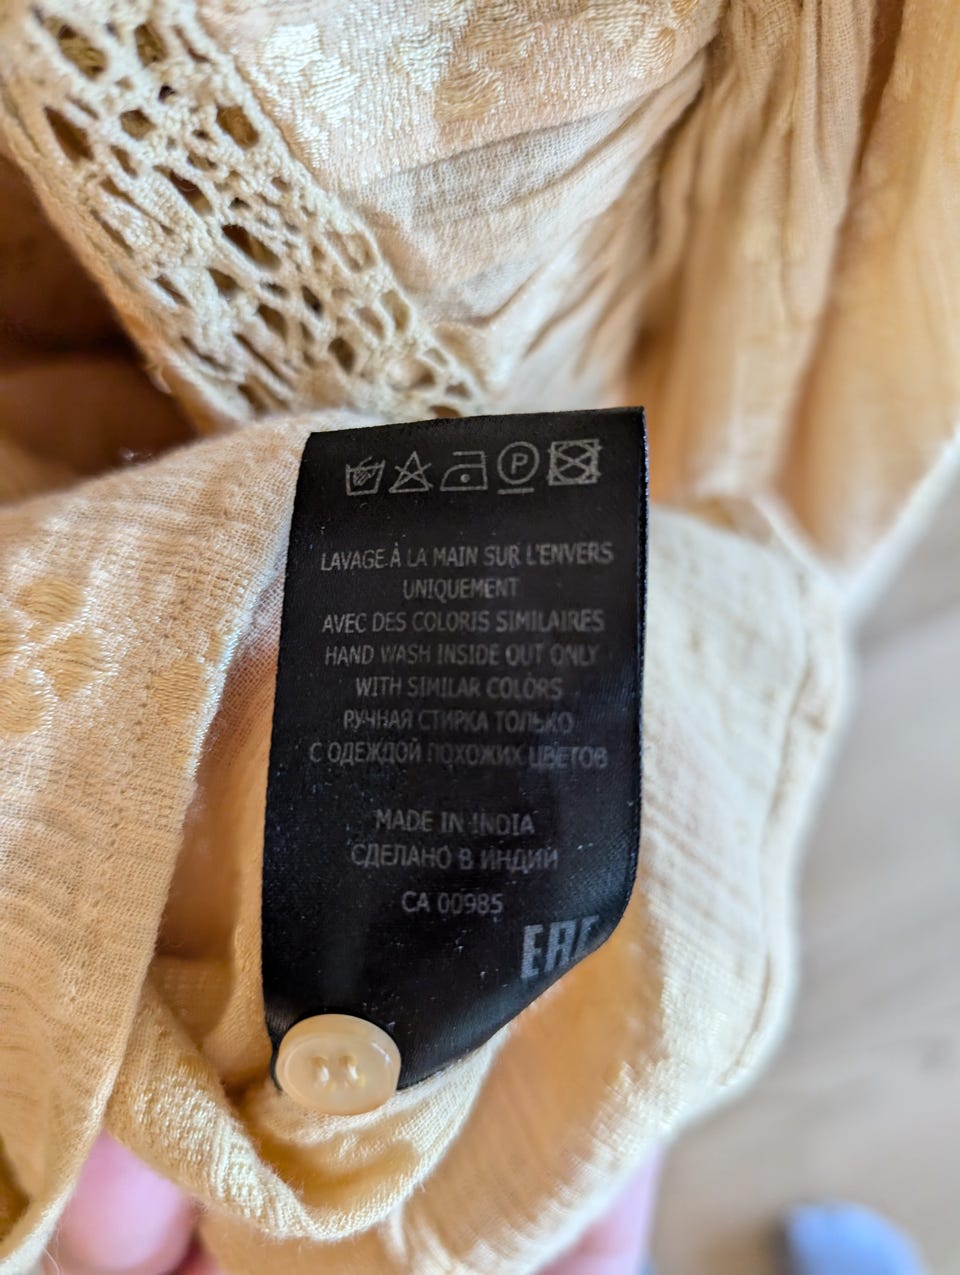 P
LAVAGE À LA MAIN SUR L'ENVERS
UNIQUEMENT
AVEC DES COLORIS SIMILAIRES
HAND WASH INSIDE OUT ONLY
WITH SIMILAR COLORS
РУЧНАЯ СТИРКА ТОЛЬКО
С ОДЕЖДОЙ ПОХОЖИХ ЦВЕТОВ
MADE IN INDIA
СДЕЛАНО В ИНДИИ
CA 00985
EAC